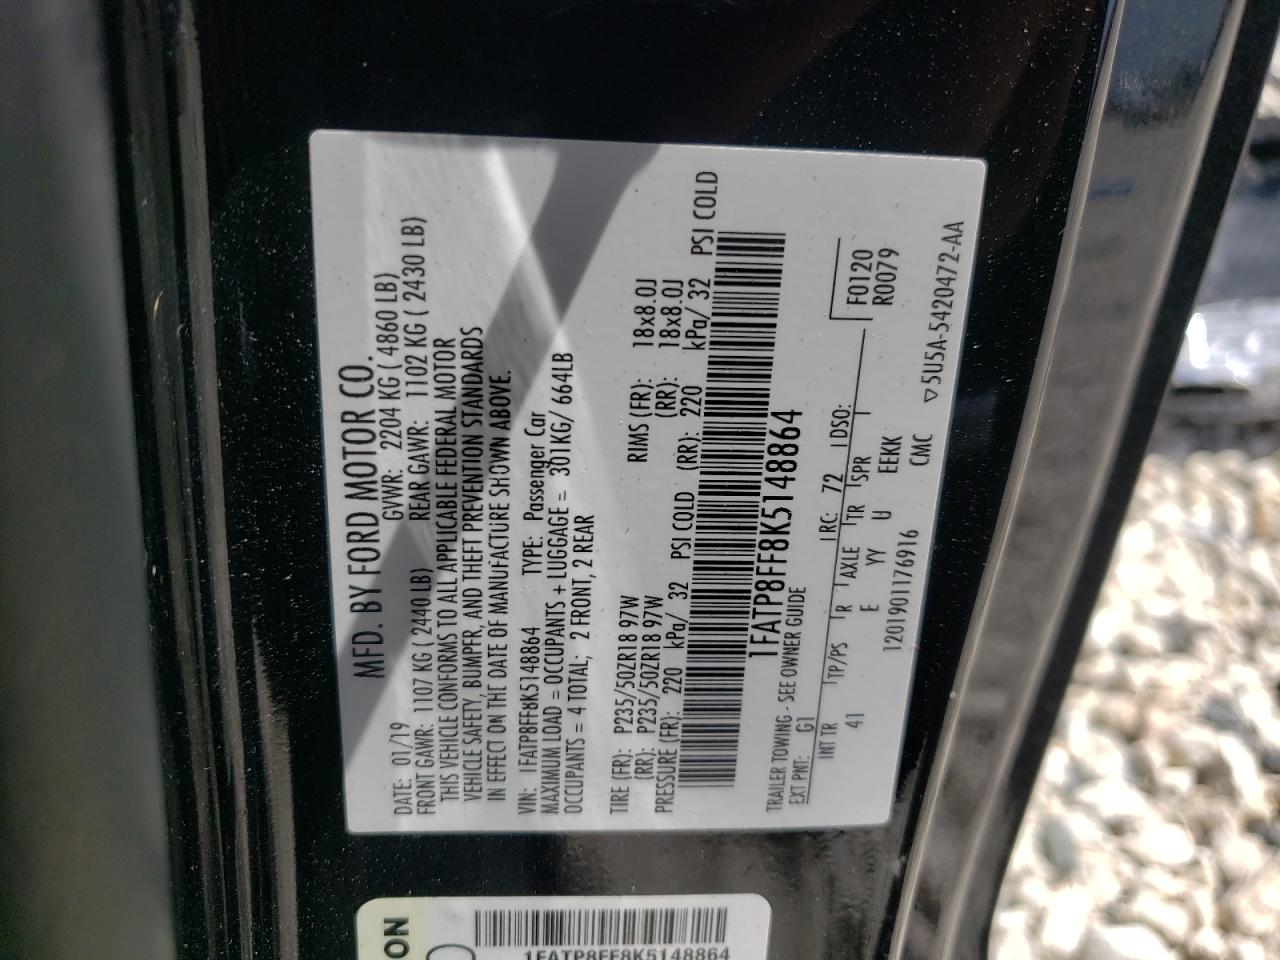 MFD. BY FORD MOTOR CO.
DATE: 01/19 GVWR: 2204 KG ( 4860 LB)
FRONT GAWR: 1107 KG ( 2440 LB) REAR GAWR: 1102 KG ( 2430 LB)
THIS VEHICLE CONFORMS TO ALL APPLICABLE FEDERAL MOTOR
VEHICLE SAFETY, BUMPER, AND THEFT PREVENTION STANDARDS
IN EFFECT ON THE DATE OF MANUFACTURE SHOWN ABOVE.
VIN: 1FATP8FF8K5148864 TYPE: Passenger Car
MAXIMUM LOAD = OCCUPANTS + LUGGAGE = 301KG/ 664LB
OCCUPANTS = 4 TOTAL; 2 FRONT, 2 REAR
TIRE (FR): P235/50ZR18 97W RIMS (FR): 18x8.0J
(RR): P235/50ZR18 97W (RR): 18x8.0J
PRESSURE (FR): 220 kPa/ 32 PSI COLD (RR): 220 kPa/ 32 PSI COLD
1FATP8FF8K5148864
TRAILER TOWING - SEE OWNER GUIDE
EXT PNT: G1 RC: 72 DSO:
F0120
R0079
INT TR TP/PS R AXLE TR SPR
41 E YY U EEKK
1201901176916 CMC
▽5U5A-5420472-AA
ON
1FATP8FF8K5148864